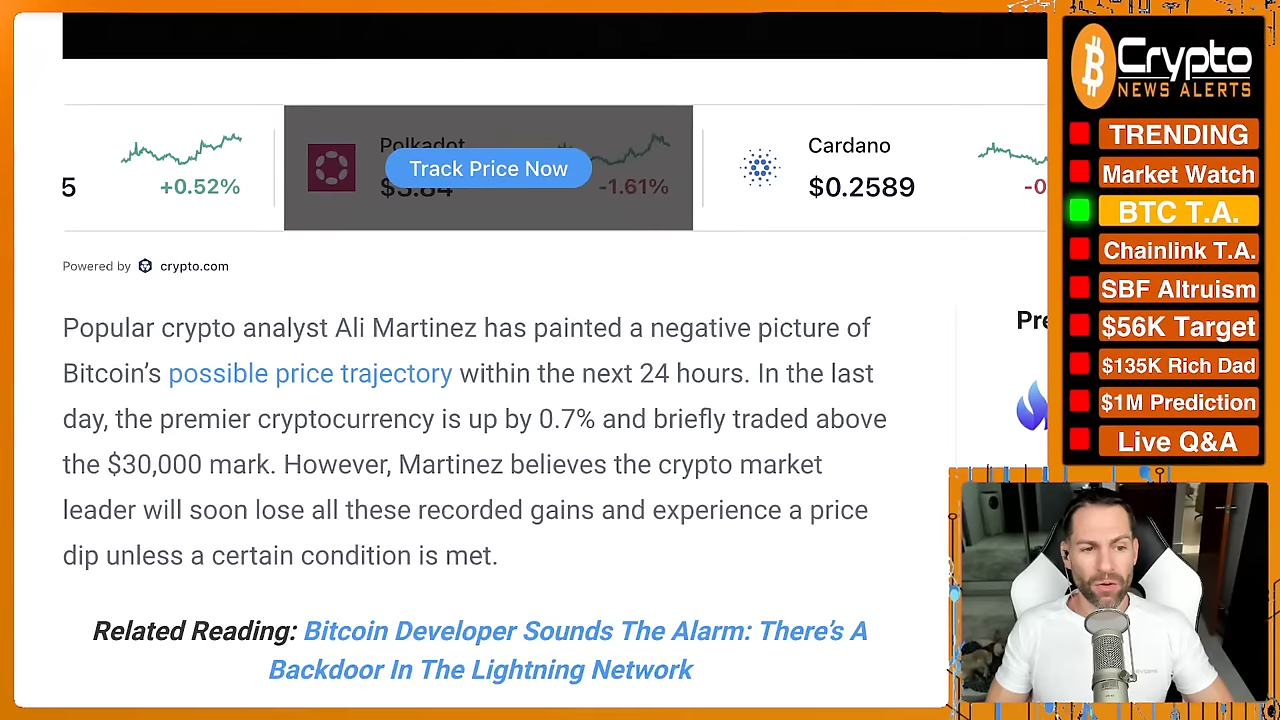 5
+0.52%
Polkadot
$3.84
Track Price Now
-1.61%
Cardano
$0.2589
-0
Powered by crypto.com
Popular crypto analyst Ali Martinez has painted a negative picture of
Bitcoin's possible price trajectory within the next 24 hours. In the last
day, the premier cryptocurrency is up by 0.7% and briefly traded above
the $30,000 mark. However, Martinez believes the crypto market
leader will soon lose all these recorded gains and experience a price
dip unless a certain condition is met.
Related Reading: Bitcoin Developer Sounds The Alarm: There's A
Backdoor In The Lightning Network
Pre
Crypto
NEWS ALERTS
TRENDING
Market Watch
BTC T.A.
Chainlink T.A.
SBF Altruism
$56K Target
$135K Rich Dad
$1M Prediction
Live Q&A